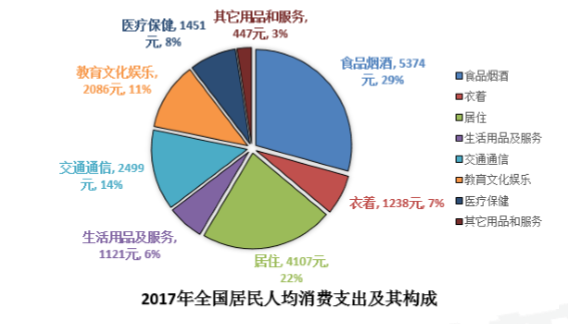 医疗保健, 1451
元, 8%
其它用品和服务,
447元, 3%
食品烟酒, 5374
元, 29%
教育文化娱乐,
2086元, 11%
交通通信, 2499
元, 14%
衣着, 1238元, 7%
生活用品及服务,
1121元, 6%
居住, 4107元,
22%
食品烟酒
衣着
居住
生活用品及服务
交通通信
教育文化娱乐
医疗保健
其它用品和服务
2017年全国居民人均消费支出及其构成